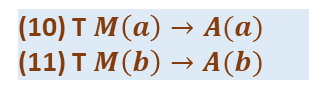 (10) T M(a) → A(a)
(11) T M(b) → A(b)